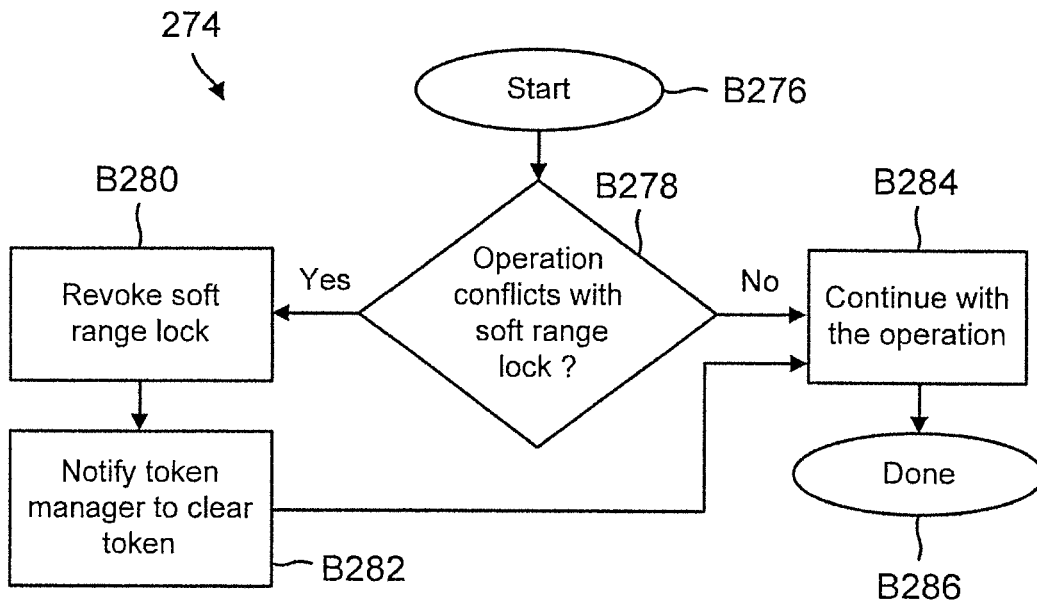 274
Start
B276
B280
B278
B284
Revoke soft
range lock
Yes
Operation
conflicts with
soft range
lock ?
No
Continue with
the operation
Notify token
manager to clear
token
B282
Done
B286